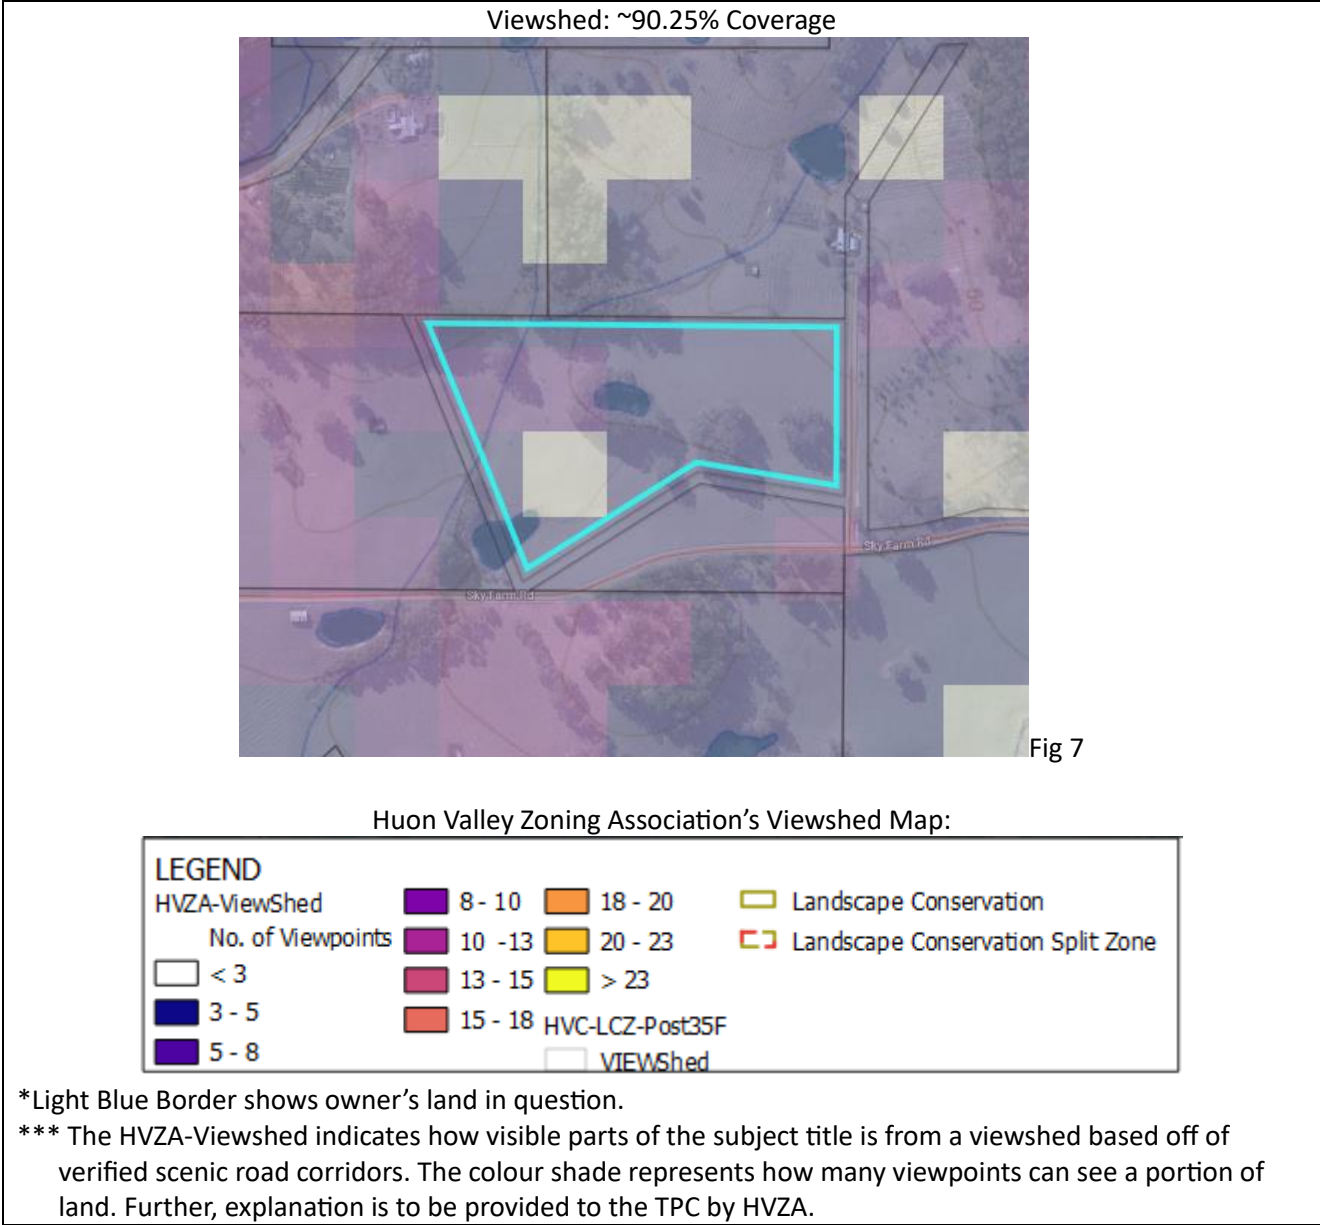 Viewshed: ~90.25% Coverage
Sky Farm Rd
Sky Farm Rd
Fig 7
Huon Valley Zoning Association's Viewshed Map:
LEGEND
HVZA-ViewShed
No. of Viewpoints
< 3
3 - 5
5 - 8
8 - 10
10 -13
13 - 15
15 - 18
18 - 20
20 - 23
> 23
HVC-LCZ-Post35F
VIEWShed
Landscape Conservation
Landscape Conservation Split Zone
*Light Blue Border shows owner's land in question.
*** The HVZA-Viewshed indicates how visible parts of the subject title is from a viewshed based off of
verified scenic road corridors. The colour shade represents how many viewpoints can see a portion of
land. Further, explanation is to be provided to the TPC by HVZA.